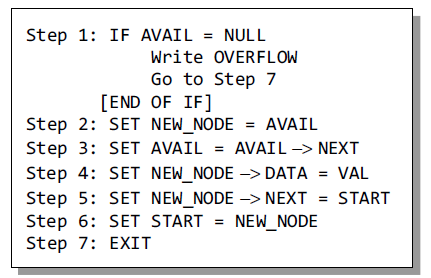 Step 1: IF AVAIL = NULL
Write OVERFLOW
Go to Step 7
[END OF IF]
Step 2: SET NEW_NODE = AVAIL
Step 3: SET AVAIL = AVAIL -> NEXT
Step 4: SET NEW_NODE -> DATA = VAL
Step 5: SET NEW_NODE -> NEXT = START
Step 6: SET START = NEW_NODE
Step 7: EXIT